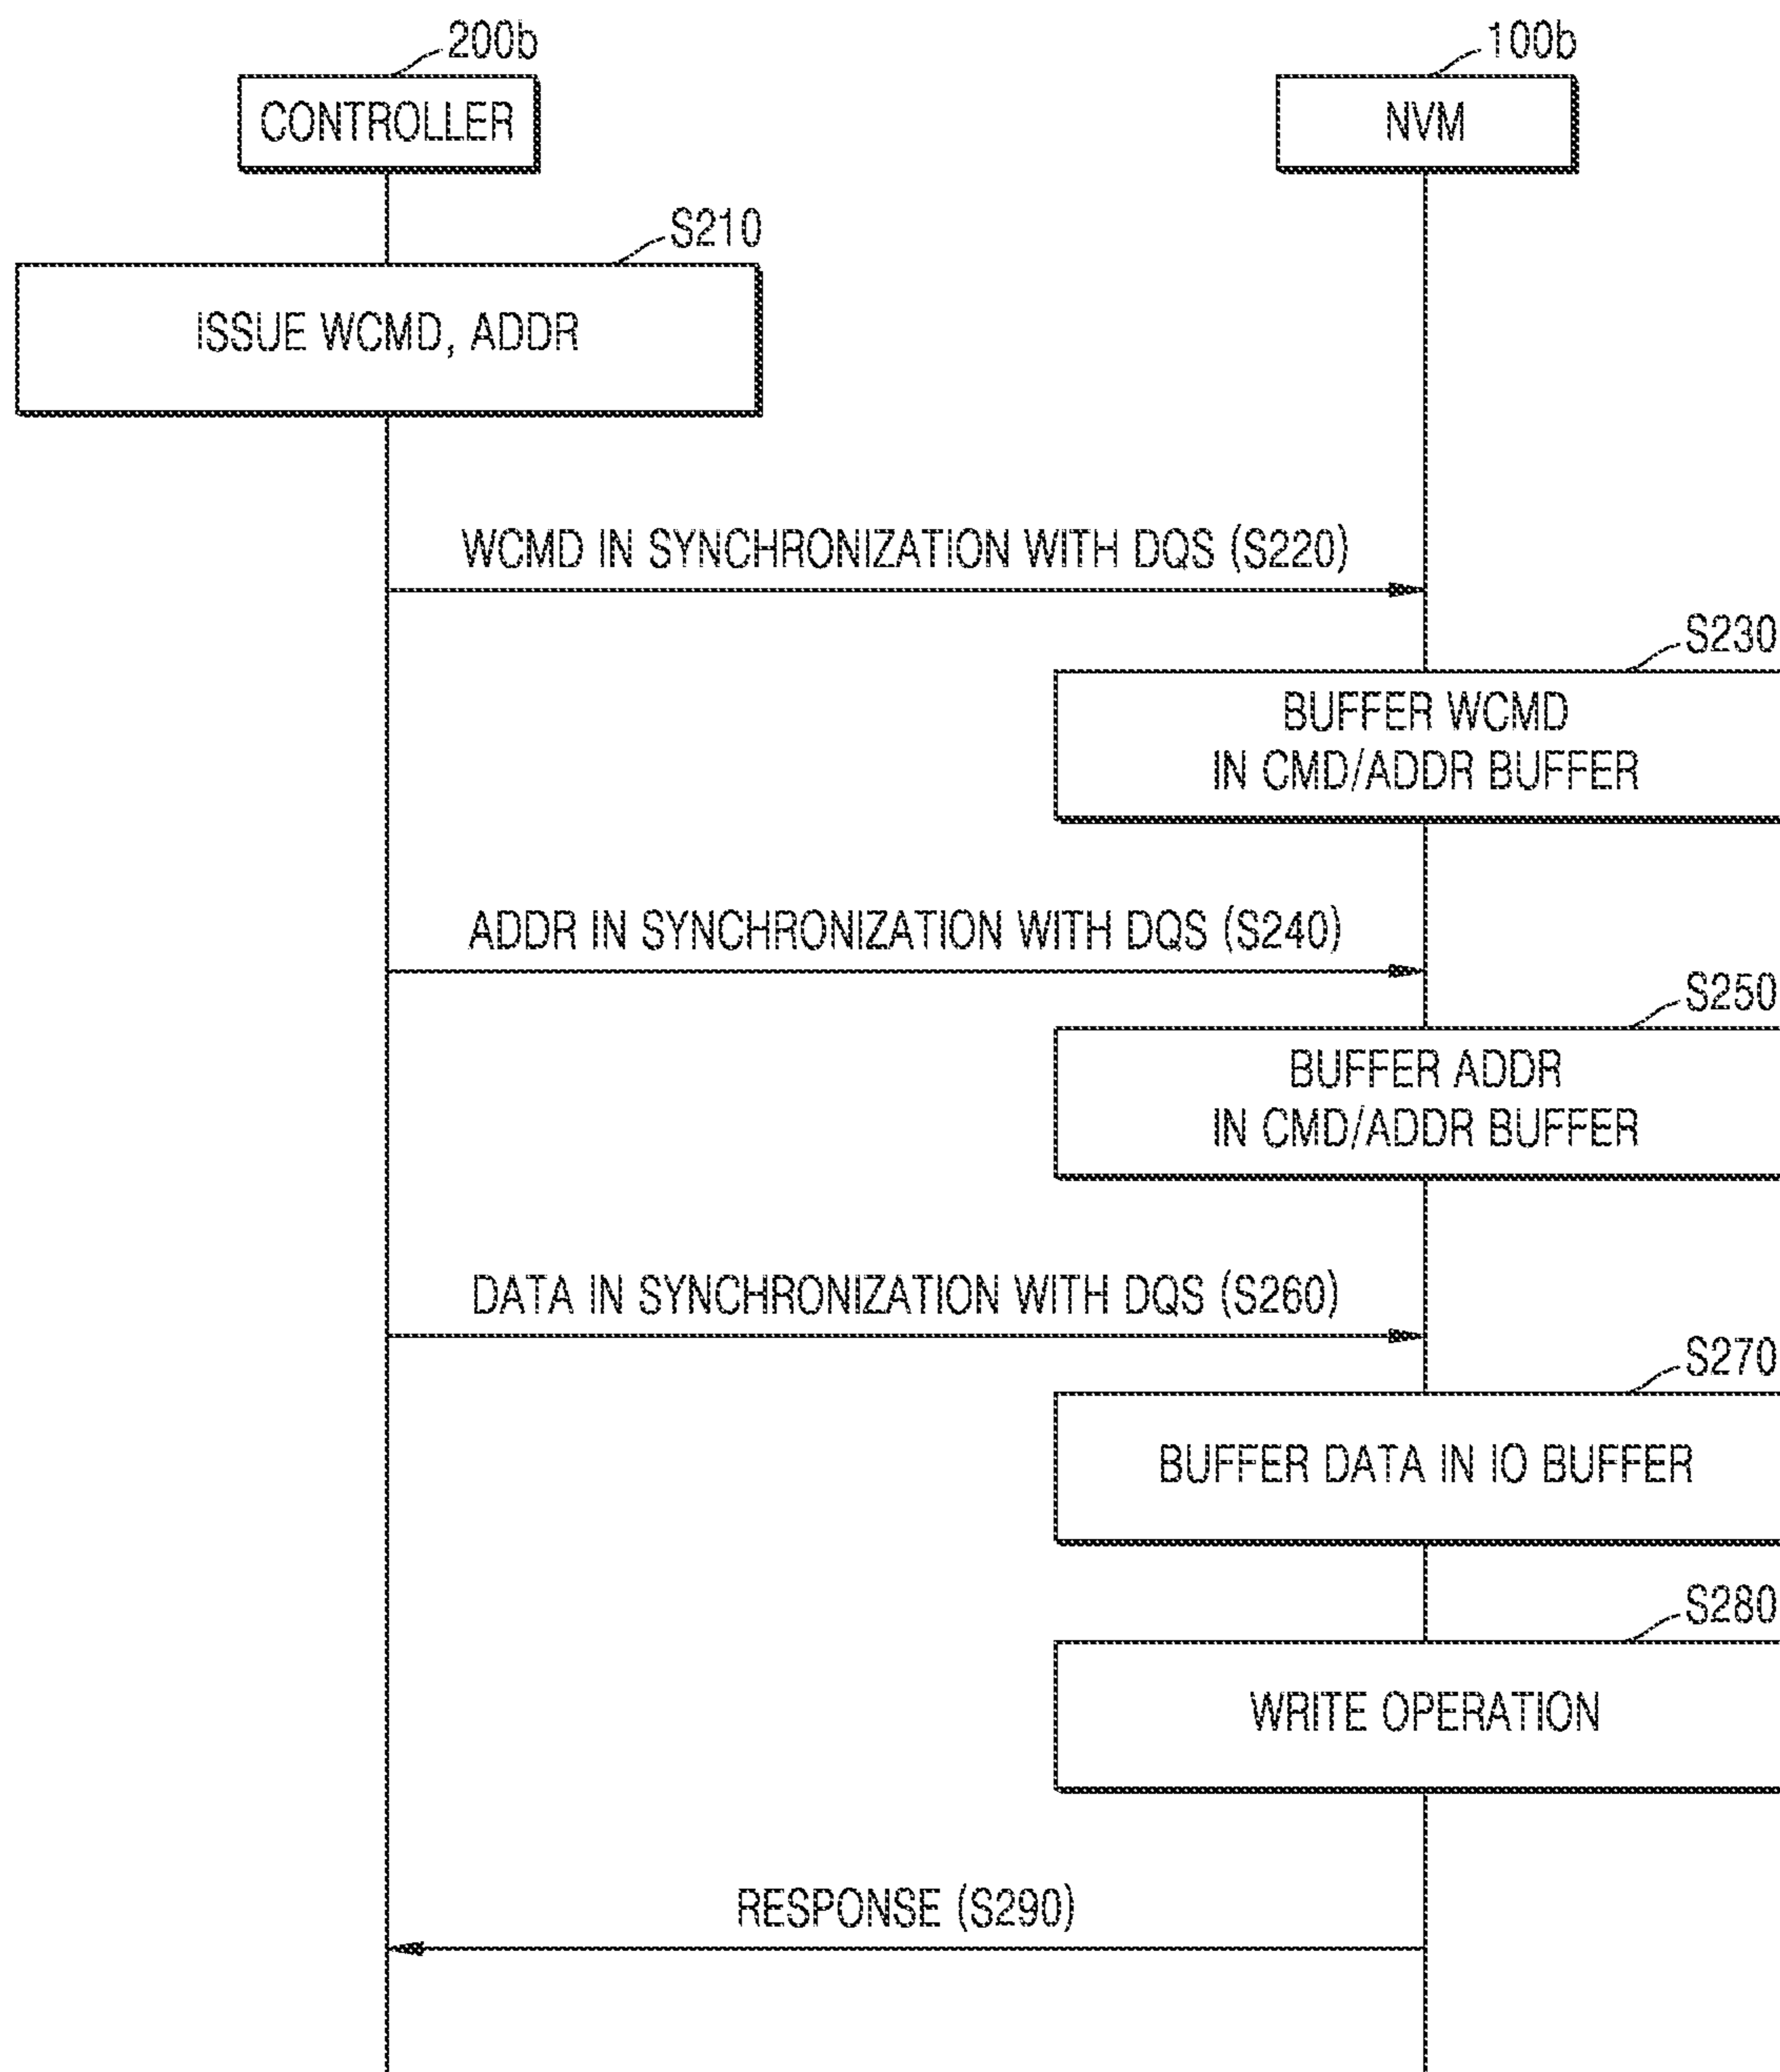 200b
100b
CONTROLLER
NVM
S210
ISSUE WCMD, ADDR
WCMD IN SYNCHRONIZATION WITH DQS (S220)
S230
BUFFER WCMD
IN CMD/ADDR BUFFER
ADDR IN SYNCHRONIZATION WITH DQS (S240)
S250
BUFFER ADDR
IN CMD/ADDR BUFFER
DATA IN SYNCHRONIZATION WITH DQS (S260)
S270
BUFFER DATA IN IO BUFFER
S280
WRITE OPERATION
RESPONSE (S290)